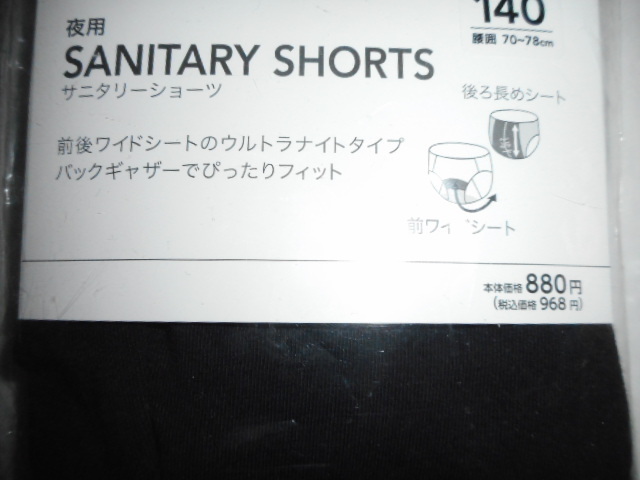 140
腰囲 70~78cm
夜用
SANITARY SHORTS
サニタリーショーツ
後ろ長めシート
前後ワイドシートのウルトラナイトタイプ
バックギャザーでぴったりフィット
前ワイドシート
本体価格 880円
(税込価格 968 円)